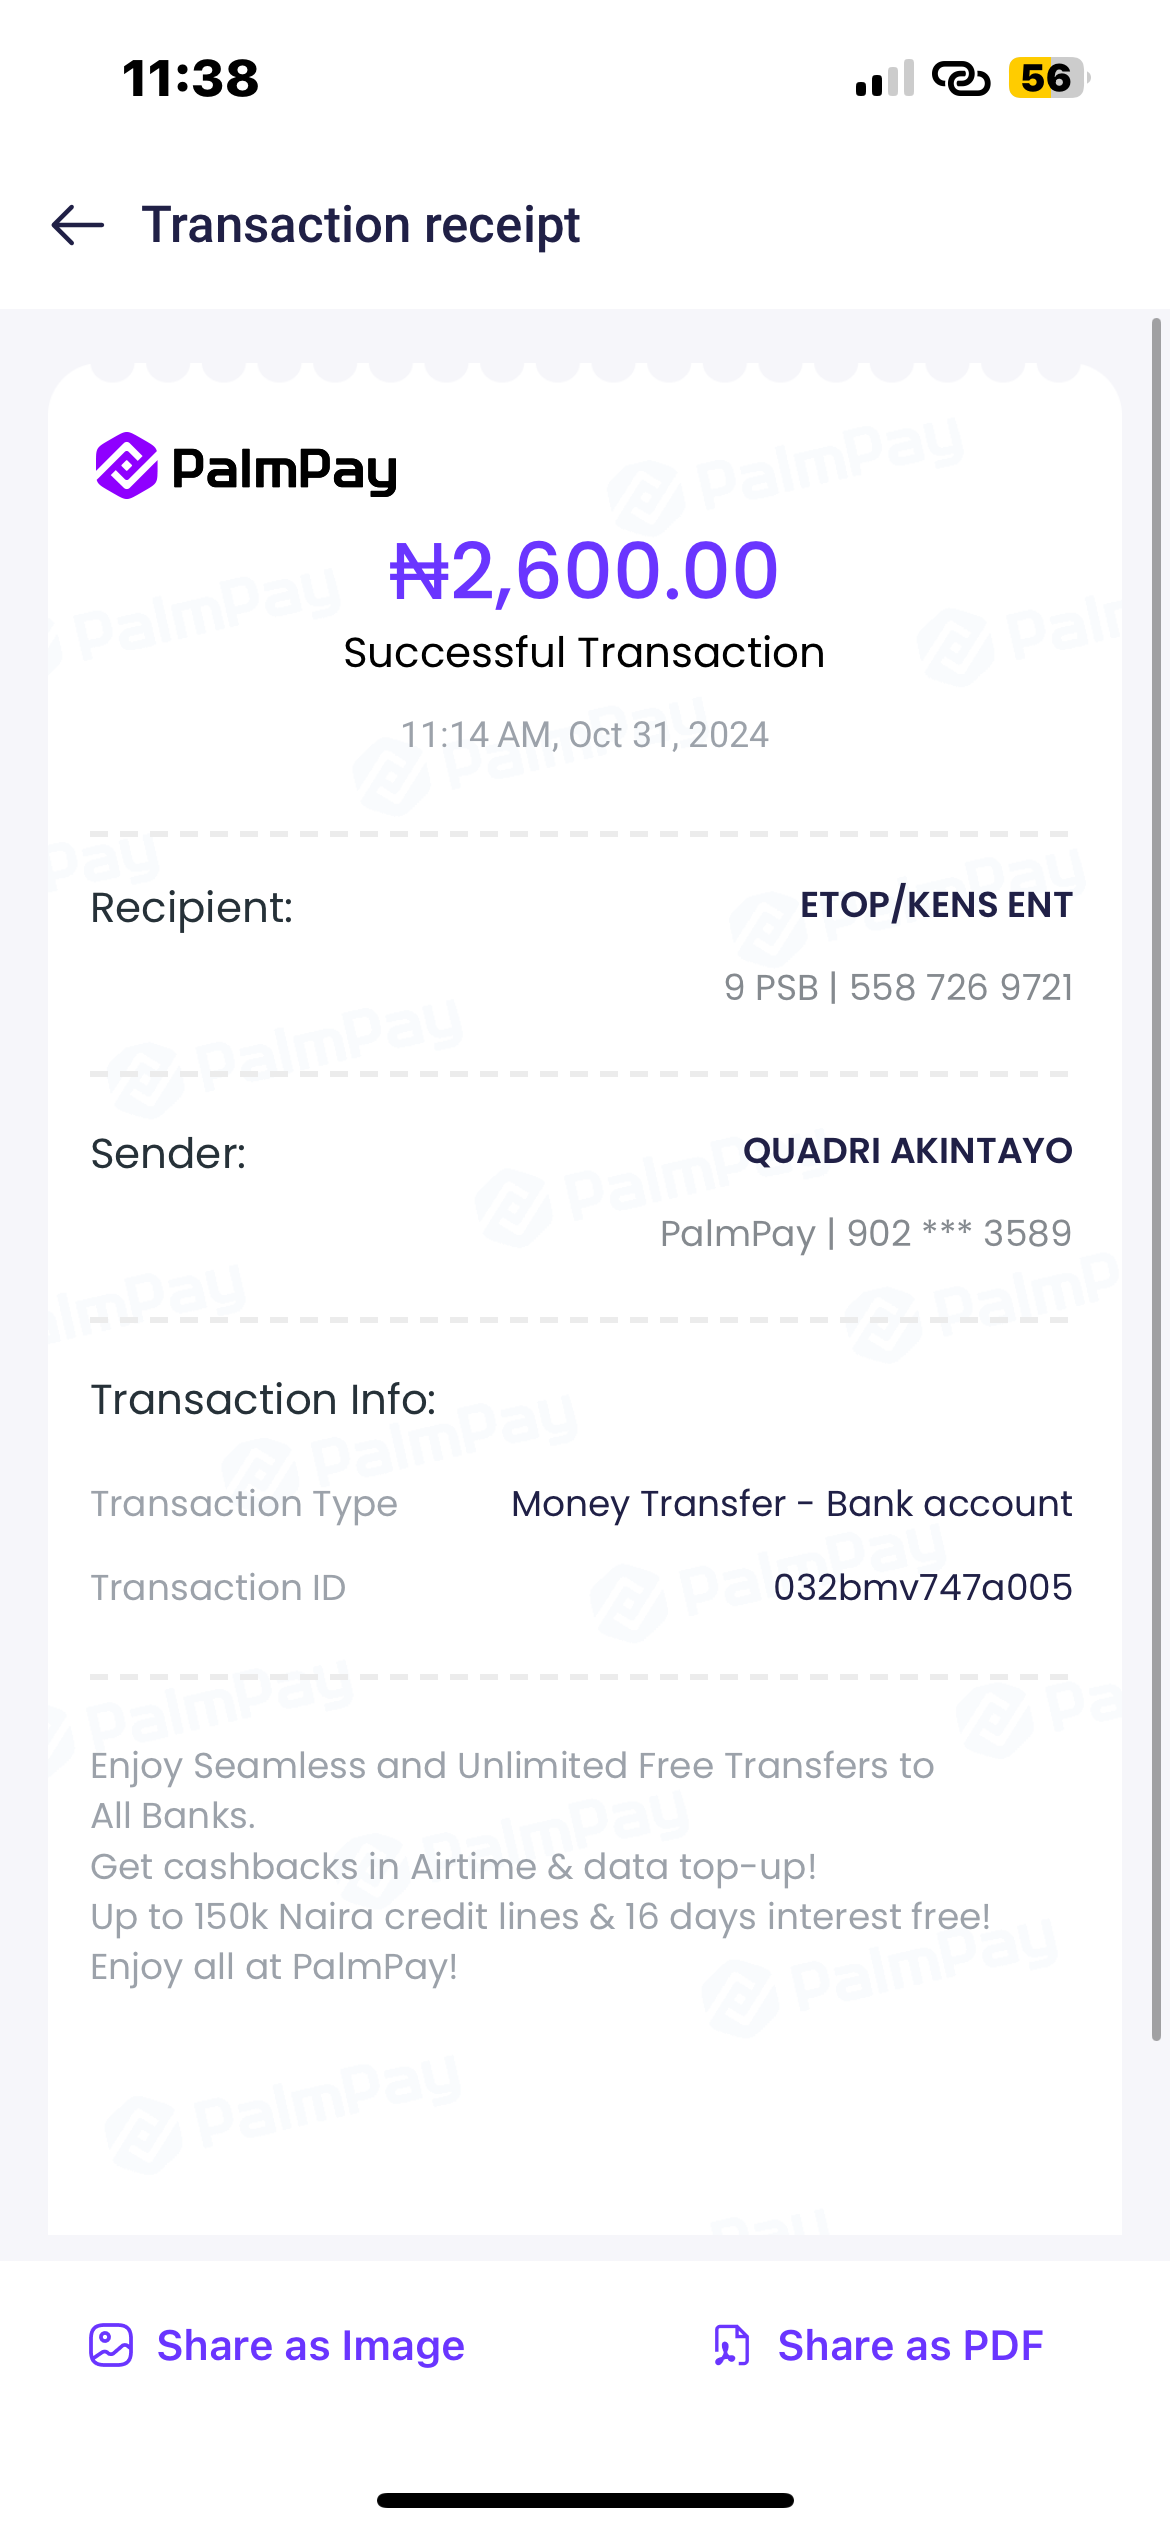 11:38
56
Transaction receipt
PalmPay
₦2,600.00
Successful Transaction
11:14 AM, Oct 31, 2024
Recipient:
ETOP/KENS ENT
9 PSB | 558 726 9721
Sender:
QUADRI AKINTAYO
PalmPay | 902 *** 3589
Transaction Info:
Transaction Type
Money Transfer - Bank account
Transaction ID
032bmv747a005
Enjoy Seamless and Unlimited Free Transfers to
All Banks.
Get cashbacks in Airtime & data top-up!
Up to 150k Naira credit lines & 16 days interest free!
Enjoy all at PalmPay!
Share as Image
Share as PDF